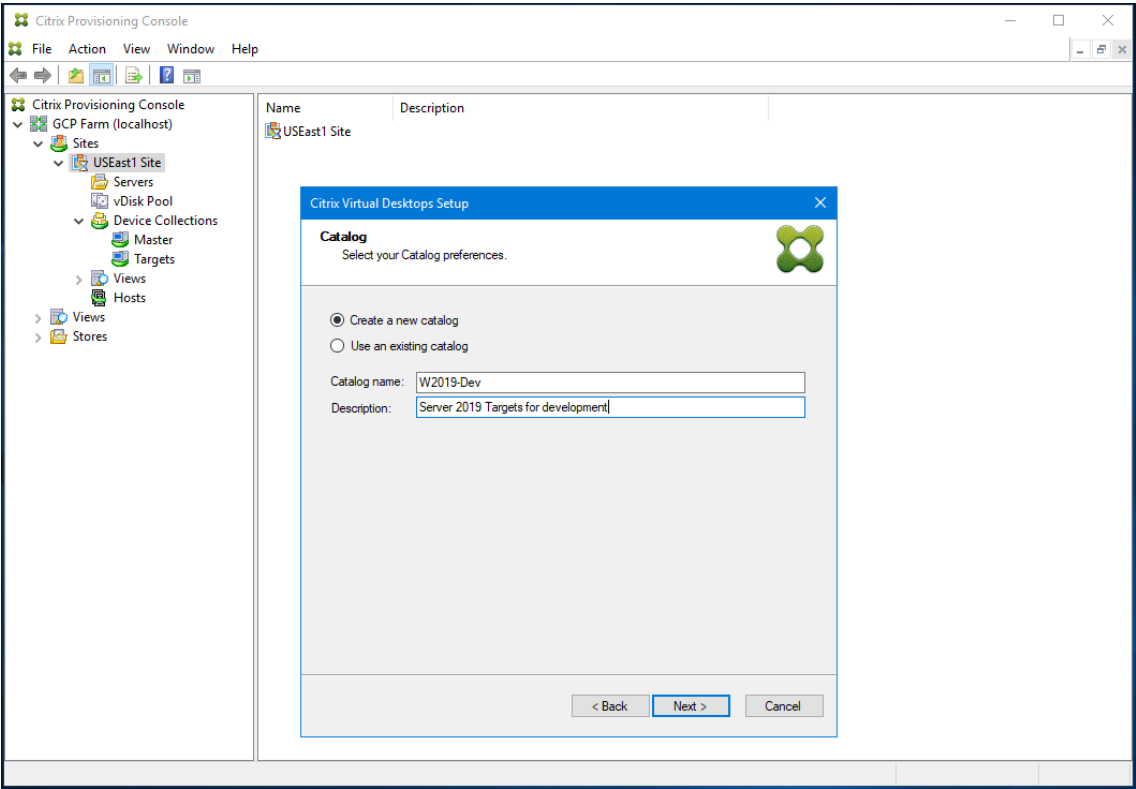 Citrix Provisioning Console
File Action View Window Help
Citrix Provisioning Console
GCP Farm (localhost)
Sites
USEast1 Site
Servers
vDisk Pool
Device Collections
Master
Targets
Views
Hosts
Views
Stores
Name Description
USEast1 Site
Citrix Virtual Desktops Setup
Catalog
Select your Catalog preferences.
Create a new catalog
Use an existing catalog
Catalog name: W2019-Dev
Description: Server 2019 Targets for development
< Back Next > Cancel